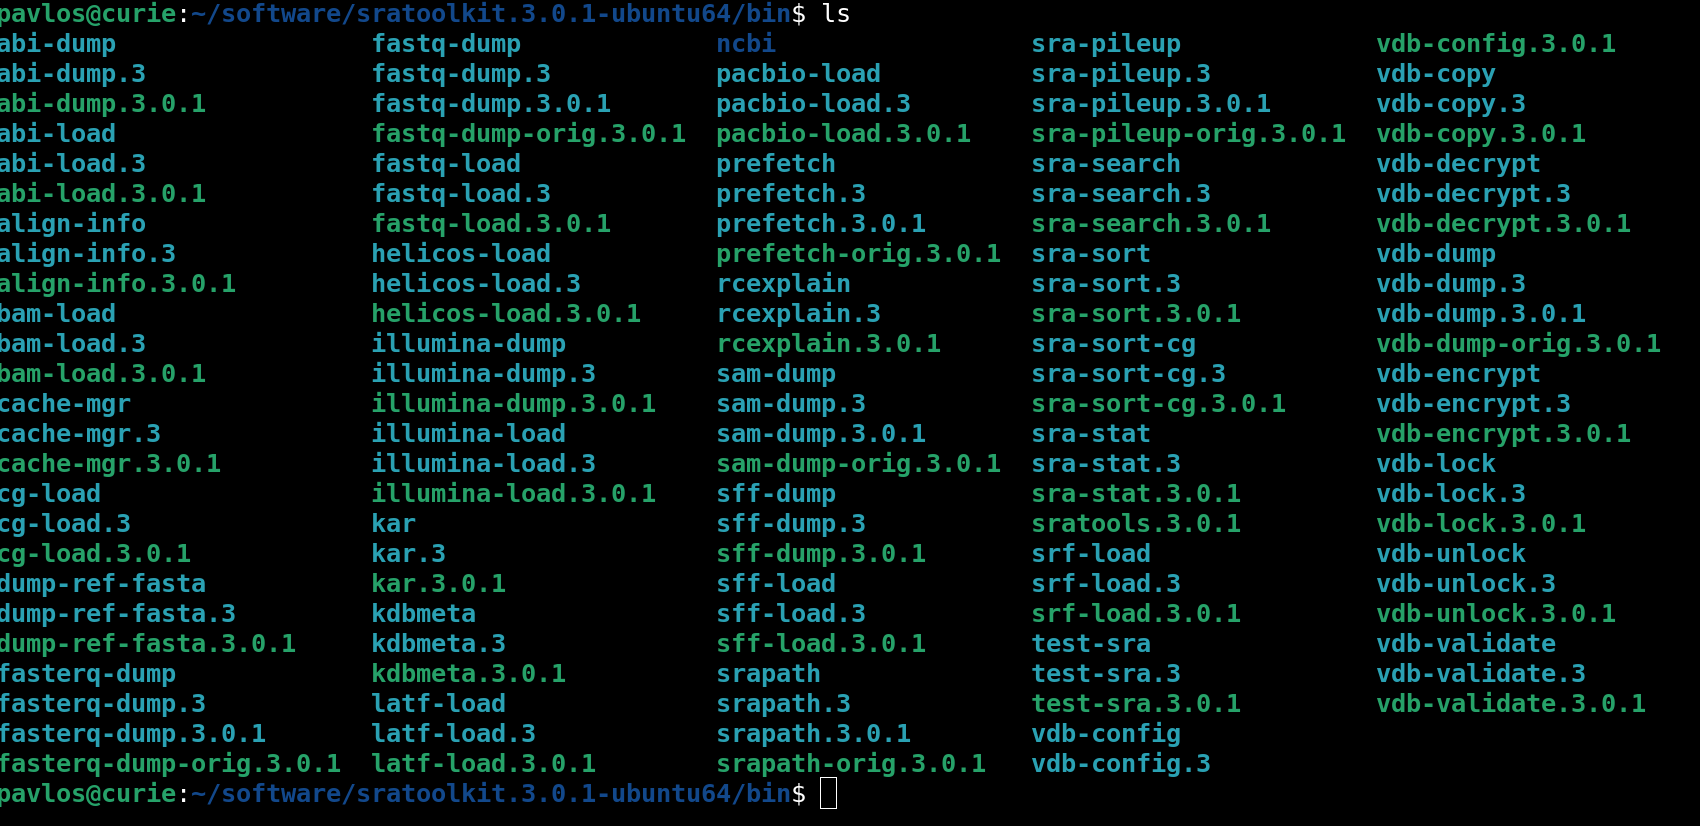 pavlos@curie:~/software/sratoolkit.3.0.1-ubuntu64/bin$ ls
abi-dump fastq-dump ncbi sra-pileup vdb-config.3.0.1
abi-dump.3 fastq-dump.3 pacbio-load sra-pileup.3 vdb-copy
abi-dump.3.0.1 fastq-dump.3.0.1 pacbio-load.3 sra-pileup.3.0.1 vdb-copy.3
abi-load fastq-dump-orig.3.0.1 pacbio-load.3.0.1 sra-pileup-orig.3.0.1 vdb-copy.3.0.1
abi-load.3 fastq-load prefetch sra-search vdb-decrypt
abi-load.3.0.1 fastq-load.3 prefetch.3 sra-search.3 vdb-decrypt.3
align-info fastq-load.3.0.1 prefetch.3.0.1 sra-search.3.0.1 vdb-decrypt.3.0.1
align-info.3 helicos-load prefetch-orig.3.0.1 sra-sort vdb-dump
align-info.3.0.1 helicos-load.3 rcexplain sra-sort.3 vdb-dump.3
bam-load helicos-load.3.0.1 rcexplain.3 sra-sort.3.0.1 vdb-dump.3.0.1
bam-load.3 illumina-dump rcexplain.3.0.1 sra-sort-cg vdb-dump-orig.3.0.1
bam-load.3.0.1 illumina-dump.3 sam-dump sra-sort-cg.3 vdb-encrypt
cache-mgr illumina-dump.3.0.1 sam-dump.3 sra-sort-cg.3.0.1 vdb-encrypt.3
cache-mgr.3 illumina-load sam-dump.3.0.1 sra-stat vdb-encrypt.3.0.1
cache-mgr.3.0.1 illumina-load.3 sam-dump-orig.3.0.1 sra-stat.3 vdb-lock
cg-load illumina-load.3.0.1 sff-dump sra-stat.3.0.1 vdb-lock.3
cg-load.3 kar sff-dump.3 sratools.3.0.1 vdb-lock.3.0.1
cg-load.3.0.1 kar.3 sff-dump.3.0.1 srf-load vdb-unlock
dump-ref-fasta kar.3.0.1 sff-load srf-load.3 vdb-unlock.3
dump-ref-fasta.3 kdbmeta sff-load.3 srf-load.3.0.1 vdb-unlock.3.0.1
dump-ref-fasta.3.0.1 kdbmeta.3 sff-load.3.0.1 test-sra vdb-validate
fasterq-dump kdbmeta.3.0.1 srapath test-sra.3 vdb-validate.3
fasterq-dump.3 latf-load srapath.3 test-sra.3.0.1 vdb-validate.3.0.1
fasterq-dump.3.0.1 latf-load.3 srapath.3.0.1 vdb-config
fasterq-dump-orig.3.0.1 latf-load.3.0.1 srapath-orig.3.0.1 vdb-config.3
pavlos@curie:~/software/sratoolkit.3.0.1-ubuntu64/bin$